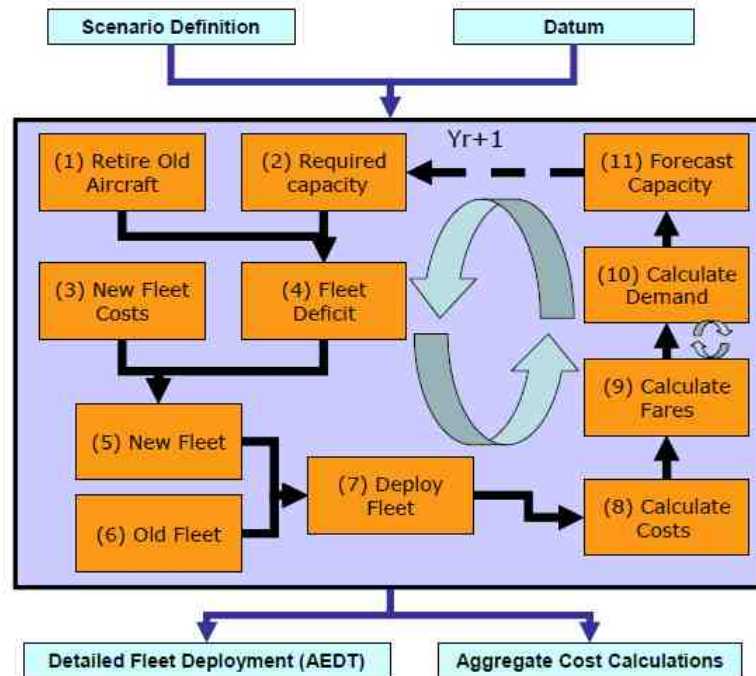 Scenario Definition
Datum
Yr+1
(1) Retire Old
Aircraft
(2) Required
capacity
(11) Forecast
Capacity
(3) New Fleet
Costs
(4) Fleet
Deficit
(10) Calculate
Demand
(5) New Fleet
(9) Calculate
Fares
(6) Old Fleet
(7) Deploy
Fleet
(8) Calculate
Costs
Detailed Fleet Deployment (AEDT)
Aggregate Cost Calculations